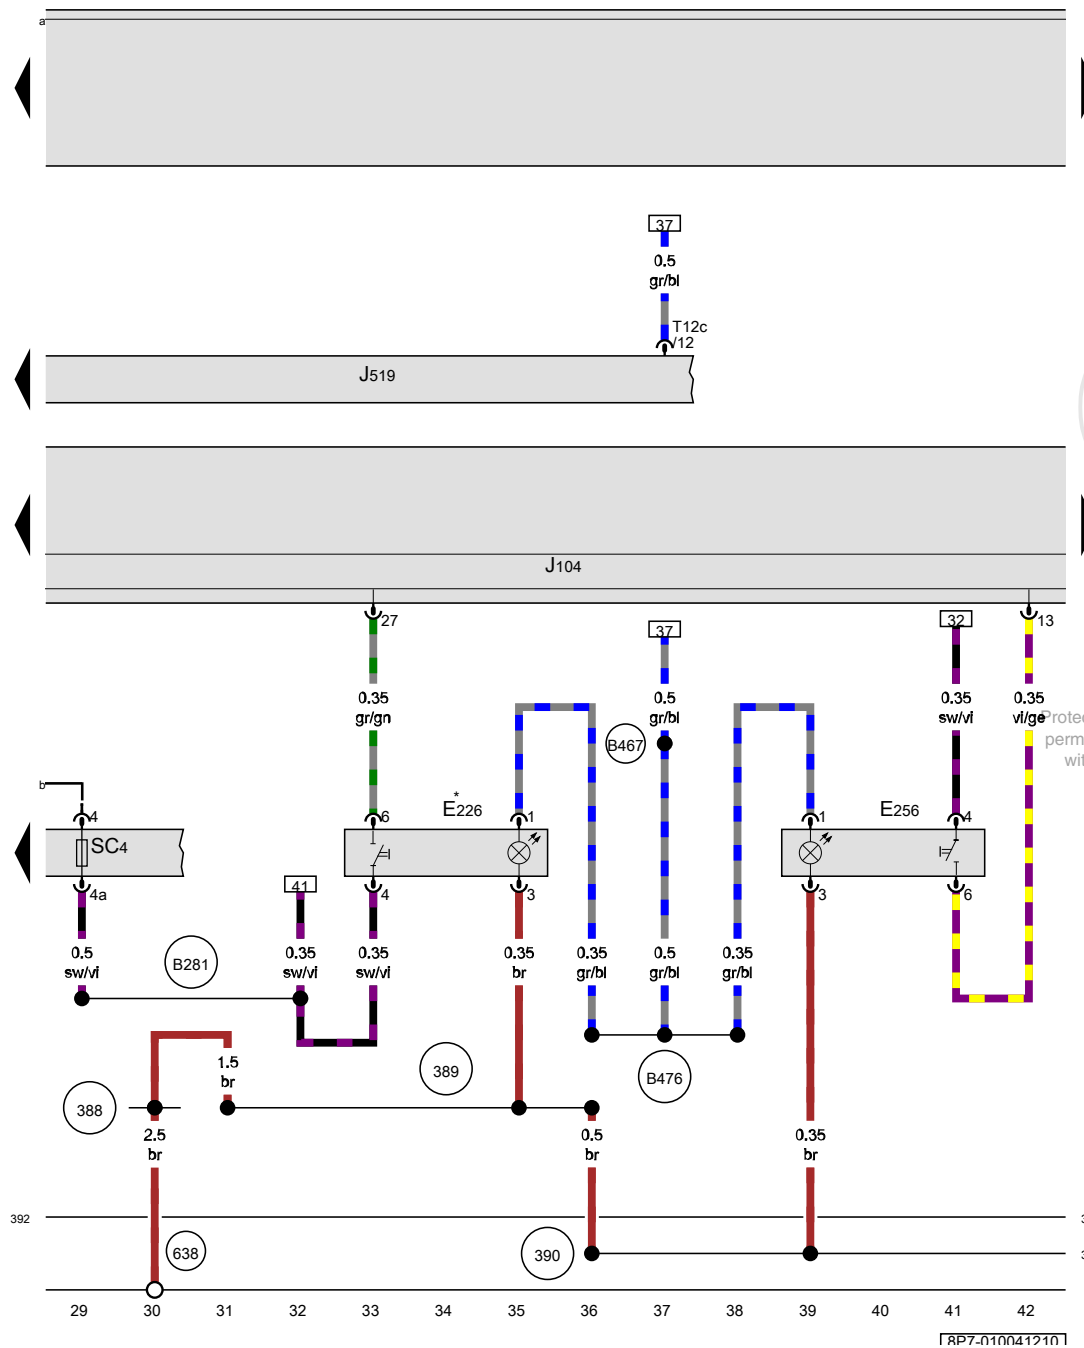 a
37
0.5
gr/bl
T12c
/12
J519
J104
27
37
32
13
0.35
gr/gn
0.5
gr/bl
0.35
sw/vi
0.35
vi/ge
Protec
perm
wit
B467
b
4
6
E226
*
1
1
E256
4
SC4
4a
41
4
3
3
6
0.5
sw/vi
B281
0.35
sw/vi
0.35
sw/vi
0.35
br
0.35
gr/bl
0.5
gr/bl
0.35
gr/bl
1.5
br
389
B476
388
2.5
br
0.5
br
0.35
br
392
3
638
390
3
29 30 31 32 33 34 35 36 37 38 39 40 41 42
8P7-010041210